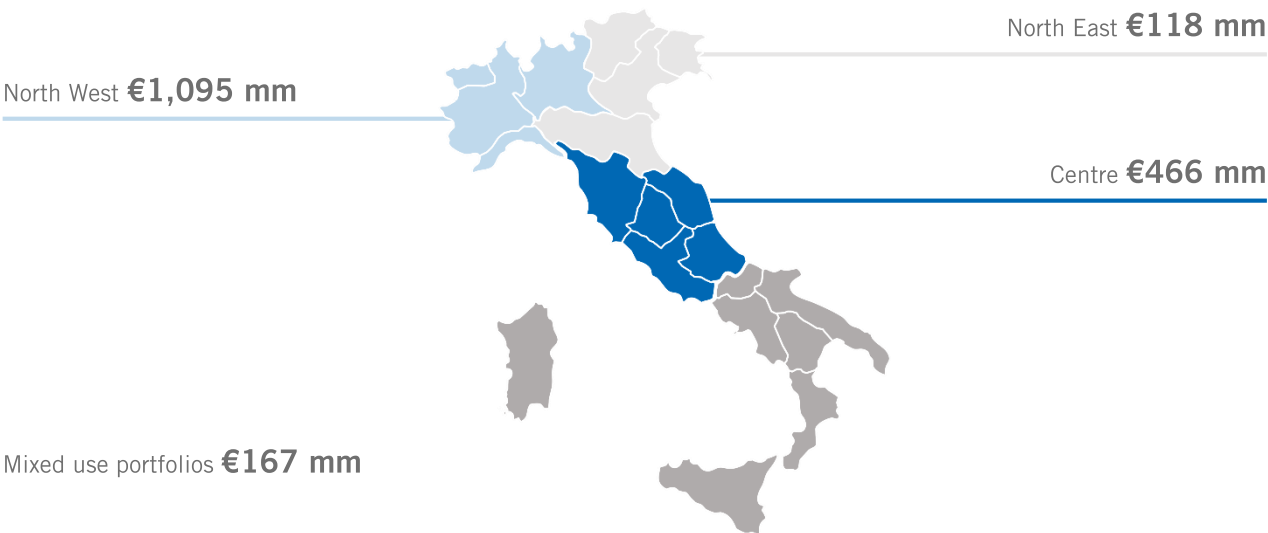 North East €118 mm
North West €1,095 mm
Centre €466 mm
Mixed use portfolios €167 mm